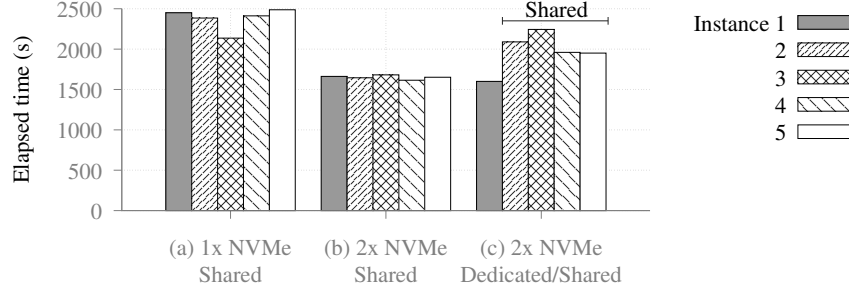 Shared
Elapsed time (s)
2500
2000
1500
1000
500
0
(a) 1x NVMe
Shared
(b) 2x NVMe
Shared
(c) 2x NVMe
Dedicated/Shared
Instance 1
2
3
4
5